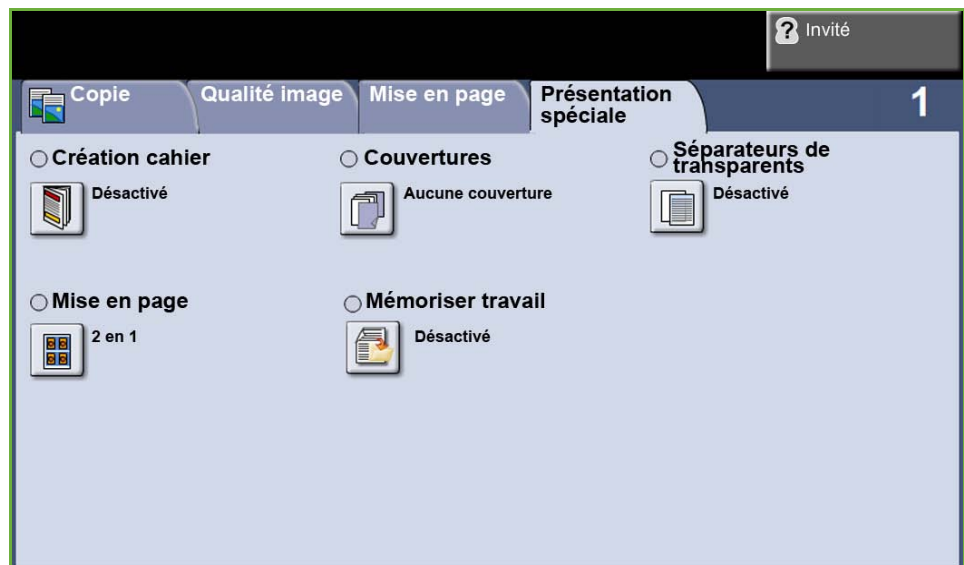 Invité
Copie
Qualité image
Mise en page
Présentation
spéciale
1
Création cahier
Désactivé
Couvertures
Aucune couverture
Séparateurs de
transparents
Désactivé
Mise en page
2 en 1
Mémoriser travail
Désactivé